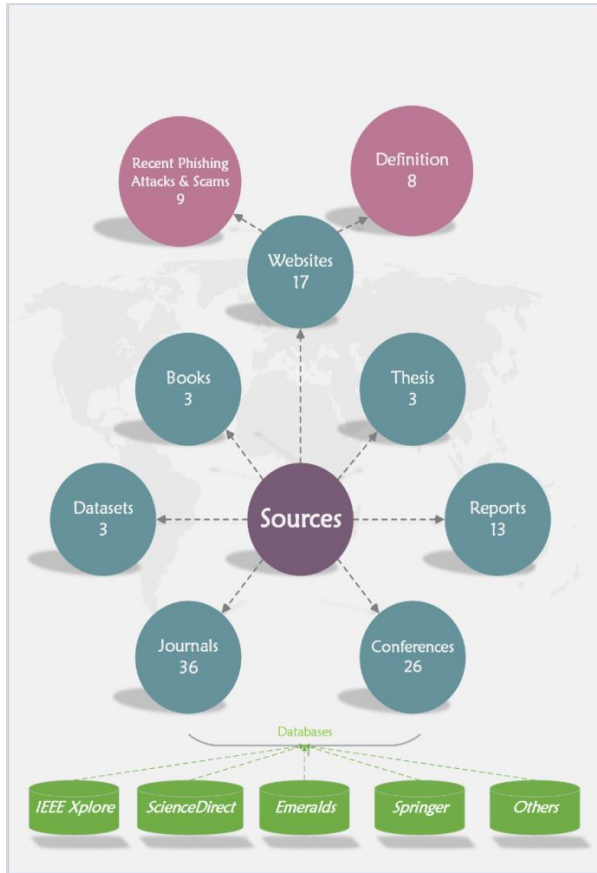 Recent Phishing
Attacks & Scams
9
Definition
8
Websites
17
Books
3
Thesis
3
Datasets
3
Sources
Reports
13
Journals
36
Conferences
26
Databases
IEEE Xplore
ScienceDirect
Emeralds
Springer
Others